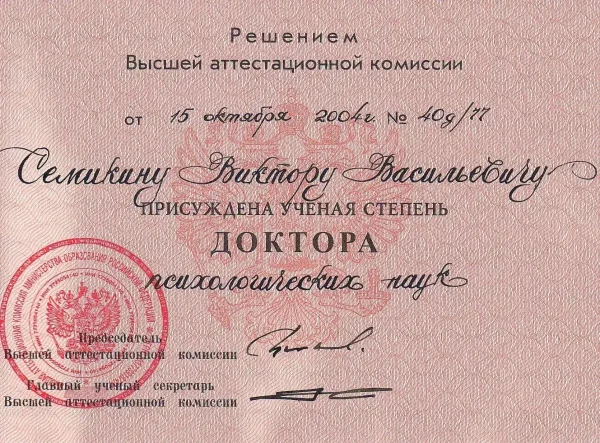 Решением
Высшей аттестационной комиссии
от 15 октября 2004г. № 40д/77
Семикину Виктору Васильевичу
ПРИСУЖДЕНА УЧЕНАЯ СТЕПЕНЬ
ДОКТОРА
психологических наук
Председатель
Высшей аттестационной комиссии
Главный ученый секретарь
Высшей аттестационной комиссии